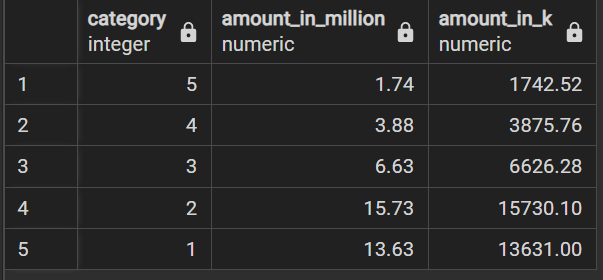 category amount_in_million amount_in_k
integer numeric numeric
1 5 1.74 1742.52
2 4 3.88 3875.76
3 3 6.63 6626.28
4 2 15.73 15730.10
5 1 13.63 13631.00